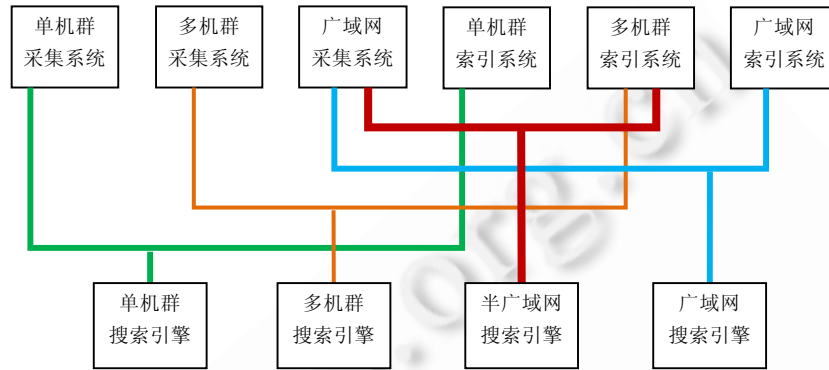 单机群
采集系统
多机群
采集系统
广域网
采集系统
单机群
索引系统
多机群
索引系统
广域网
索引系统
单机群
搜索引擎
多机群
搜索引擎
半广域网
搜索引擎
广域网
搜索引擎
.org.cn